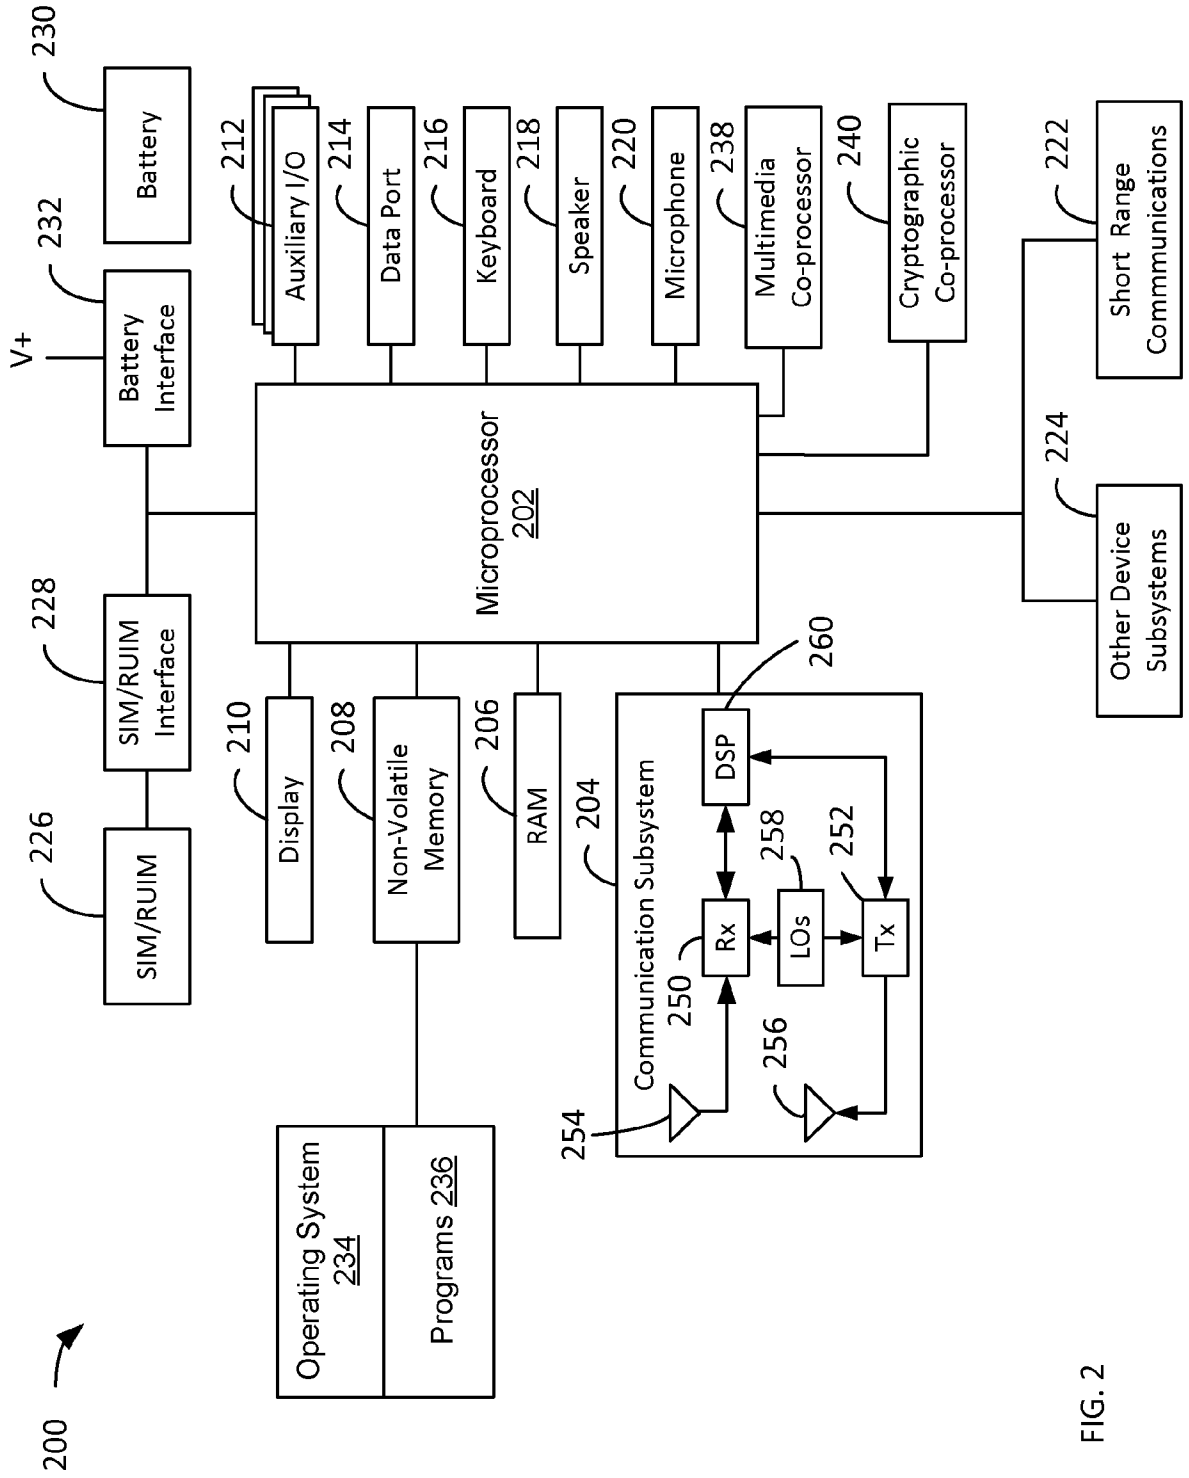 200
Operating System
234
Programs 236
226
SIM/RUIM
228
SIM/RUIM
Interface
V+
232
Battery
Interface
230
Battery
210
Display
208
Non-Volatile
Memory
206
RAM
Microprocessor
202
212
Auxiliary I/O
214
Data Port
216
Keyboard
218
Speaker
220
Microphone
238
Multimedia
Co-processor
240
Cryptographic
Co-processor
204
Communication Subsystem
254
250
Rx
DSP
260
258
LOs
256
252
Tx
224
Other Device
Subsystems
222
Short Range
Commmunications
FIG. 2